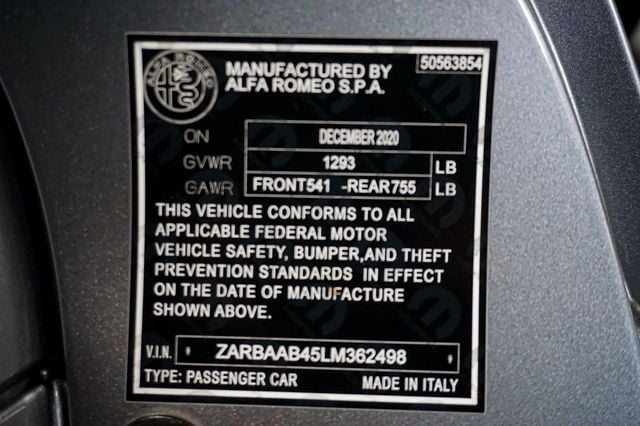 ALFA ROMEO
MANUFACTURED BY
ALFA ROMEO S.P.A.
50563854
ON DECEMBER 2020
GVWR 1293 LB
GAWR FRONT541 -REAR755 LB
THIS VEHICLE CONFORMS TO ALL
APPLICABLE FEDERAL MOTOR
VEHICLE SAFETY, BUMPER,AND THEFT
PREVENTION STANDARDS IN EFFECT
ON THE DATE OF MANUFACTURE
SHOWN ABOVE.
V.I.N. * ZARBAAB45LM362498 *
TYPE: PASSENGER CAR MADE IN ITALY